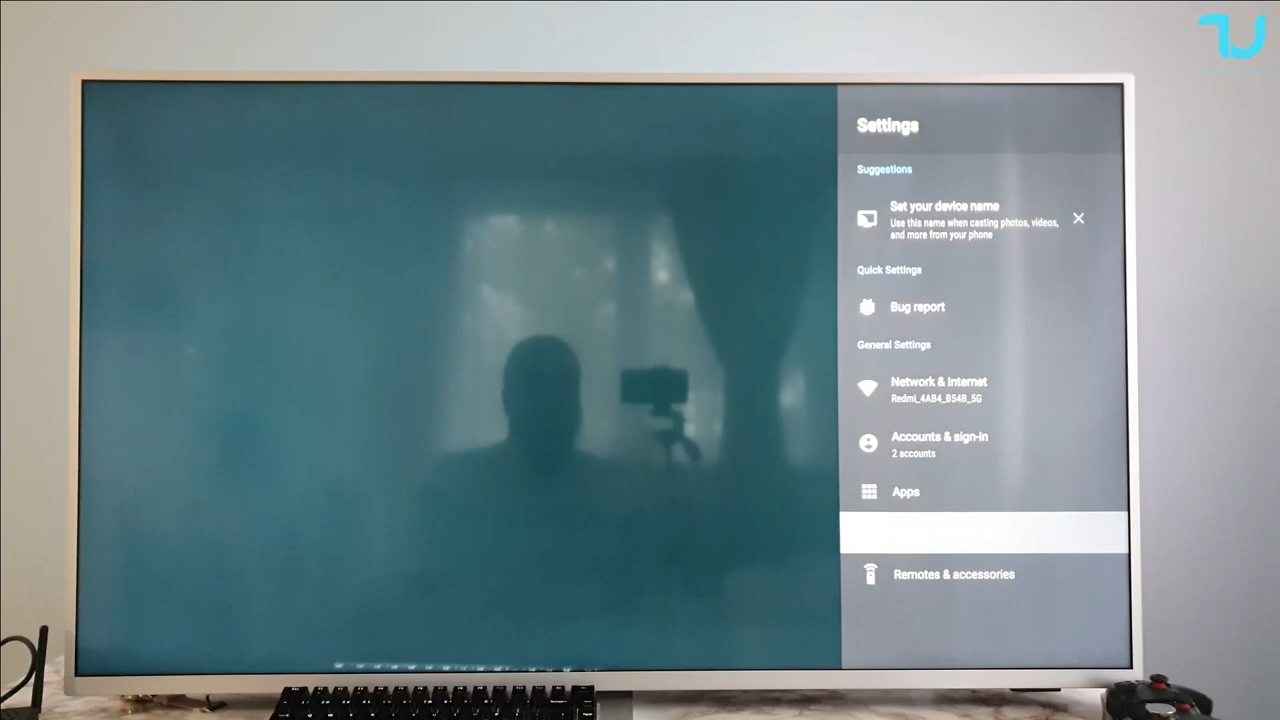 Settings
Suggestions
Set your device name
Use this name when casting photos, videos,
and more from your phone
Quick Settings
Bug report
General Settings
Network & Internet
Redmi_4AB4_B54B_5G
Accounts & sign-in
2 accounts
Apps
Remotes & accessories